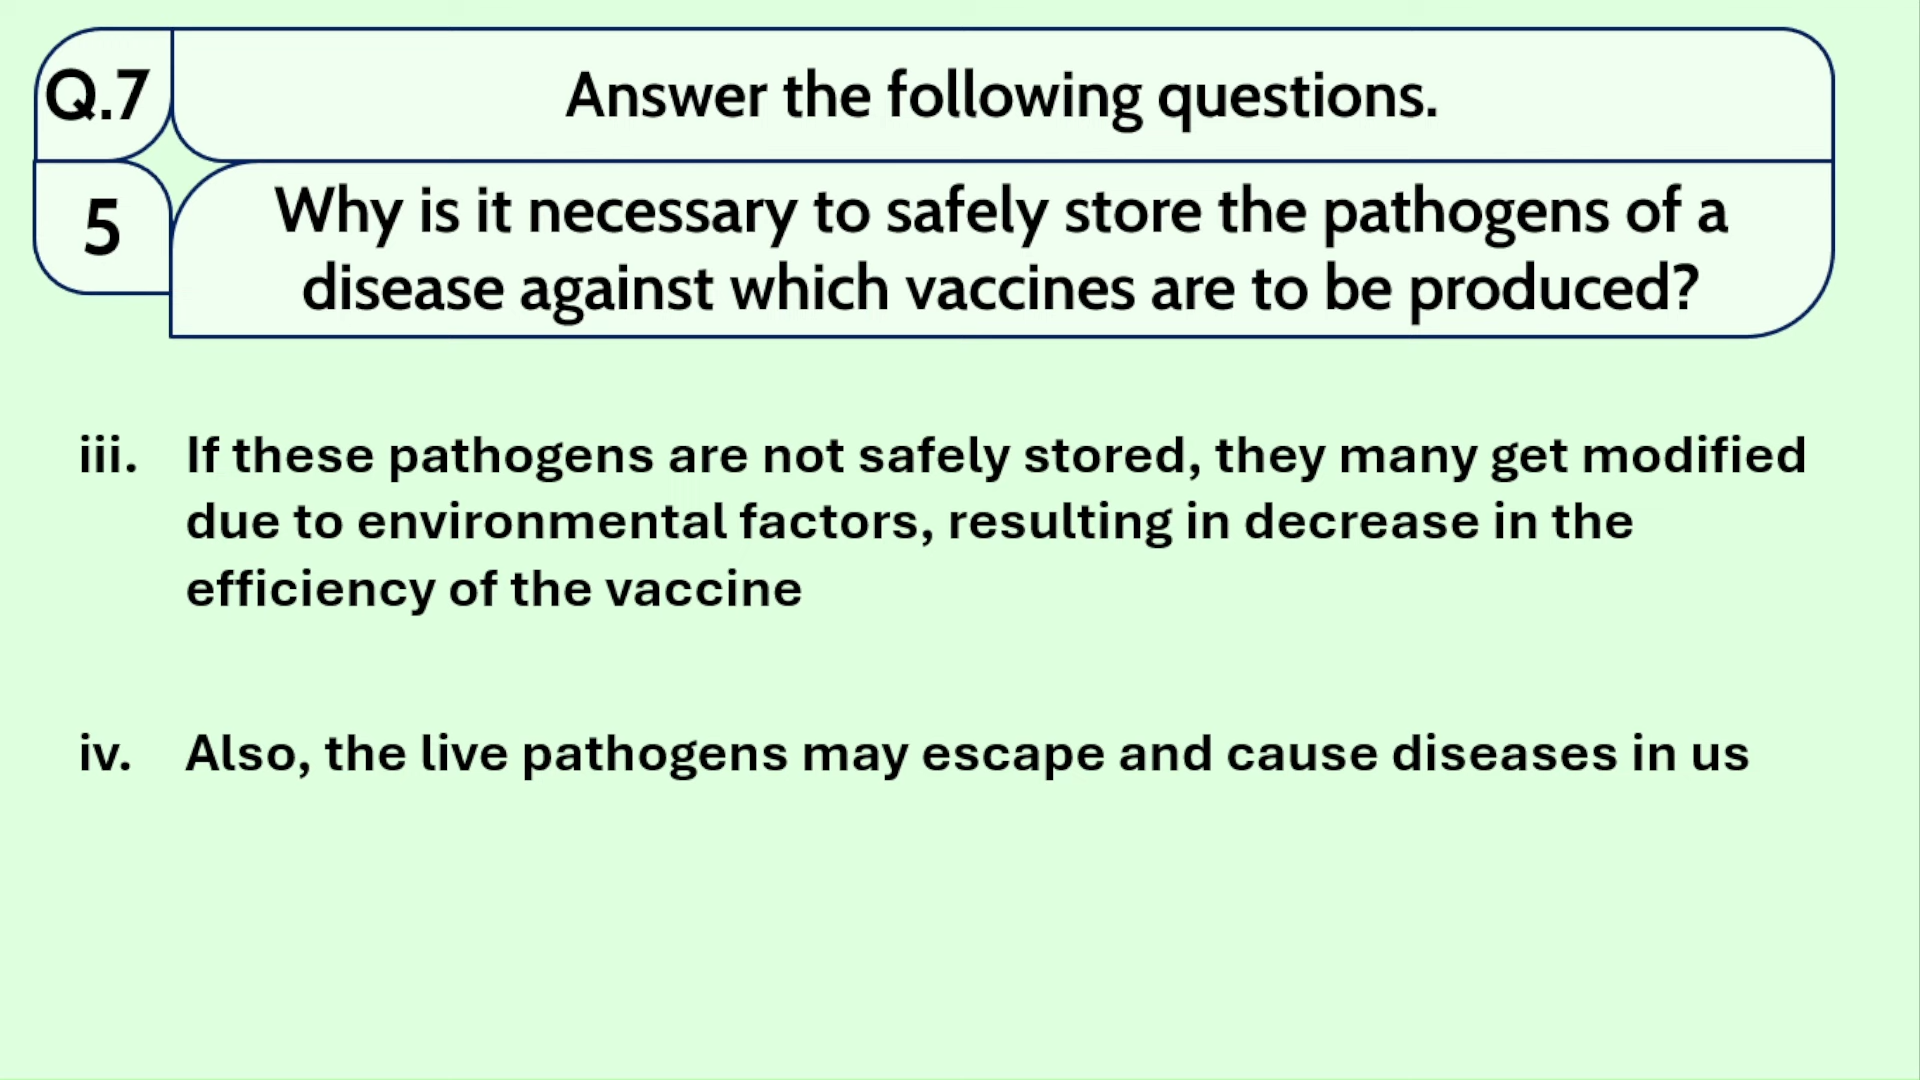 Q.7 Answer the following questions.
5 Why is it necessary to safely store the pathogens of a
disease against which vaccines are to be produced?
iii. If these pathogens are not safely stored, they many get modified
due to environmental factors, resulting in decrease in the
efficiency of the vaccine
iv. Also, the live pathogens may escape and cause diseases in us